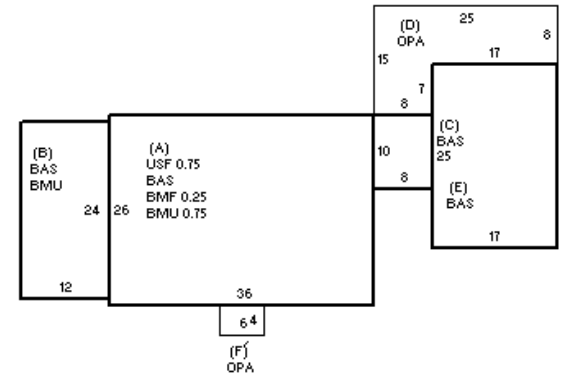 (D)
OPA
25
8
15
17
7
8
(B)
BAS
BMU
(A)
USF 0.75
BAS
BMF 0.25
BMU 0.75
10
(C)
BAS
25
8
(E)
BAS
24
26
17
12
36
6 4
(F)
OPA